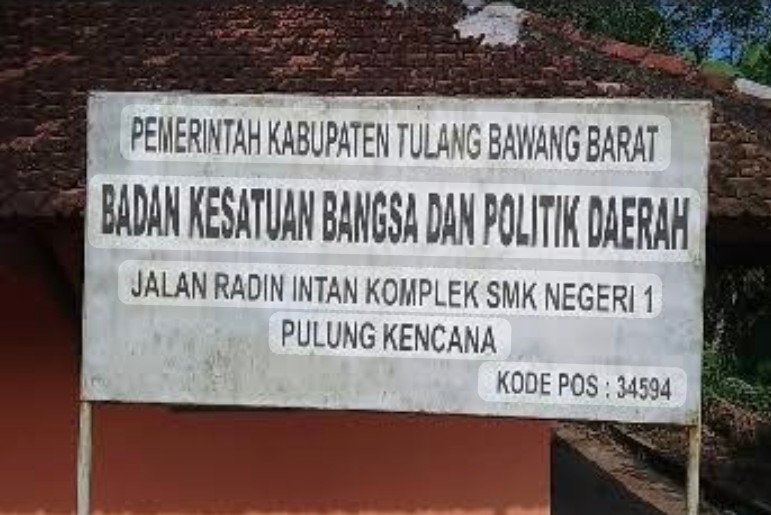 PEMERINTAH KABUPATEN TULANG BAWANG BARAT
BADAN KESATUAN BANGSA DAN POLITIK DAERAH
JALAN RADIN INTAN KOMPLEK SMK NEGERI 1
PULUNG KENCANA
KODE POS : 34594